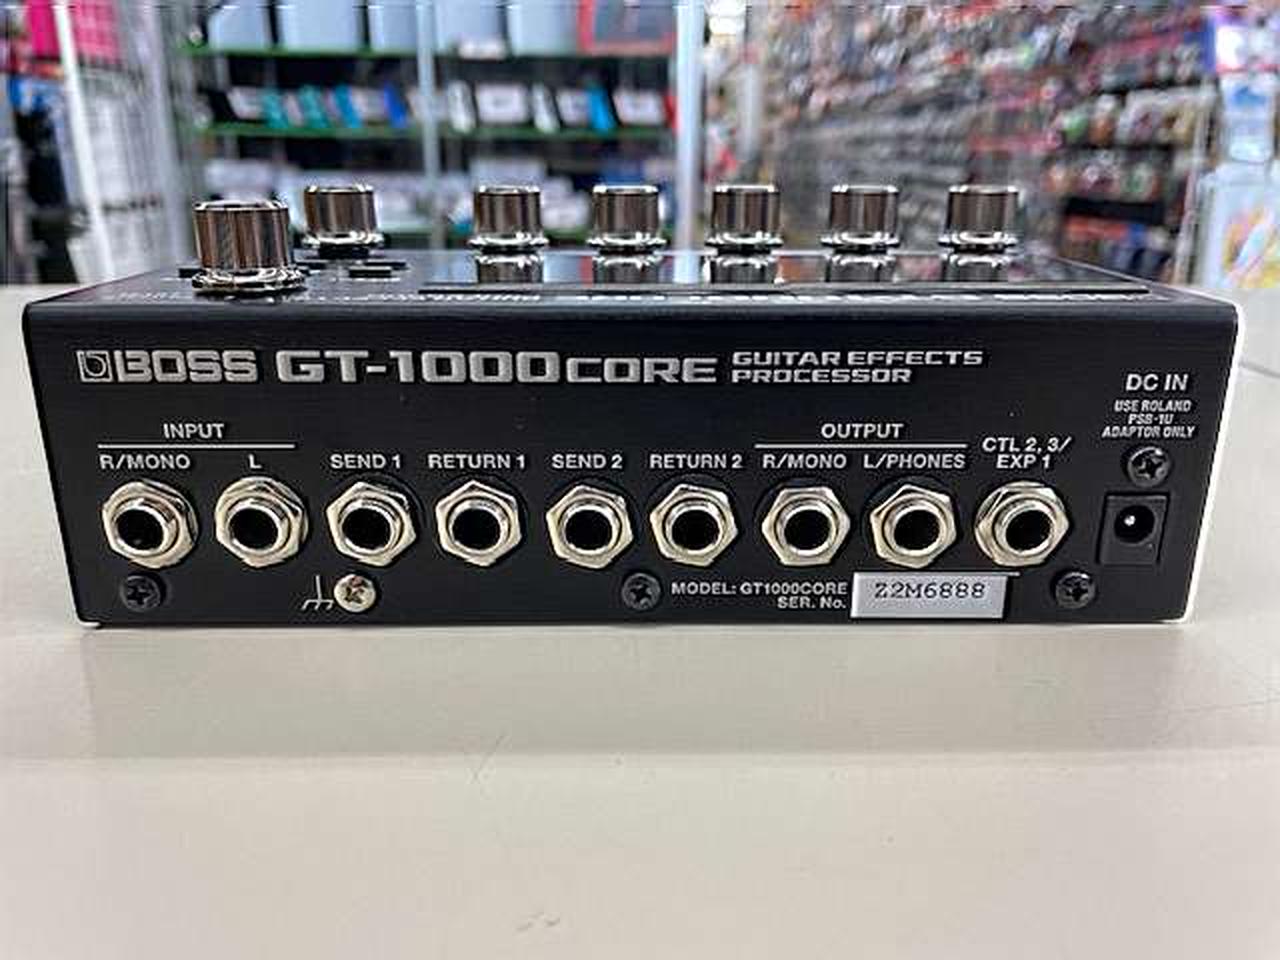 BOSS GT-1000CORE GUITAR EFFECTS
PROCESSOR
DC IN
USE ROLAND
PSB-1U
ADAPTOR ONLY
INPUT
R/MONO L SEND 1 RETURN 1 SEND 2 RETURN 2
OUTPUT
R/MONO L/PHONES
CTL 2, 3/
EXP 1
MODEL: GT1000CORE
SER. No. Z2M6888